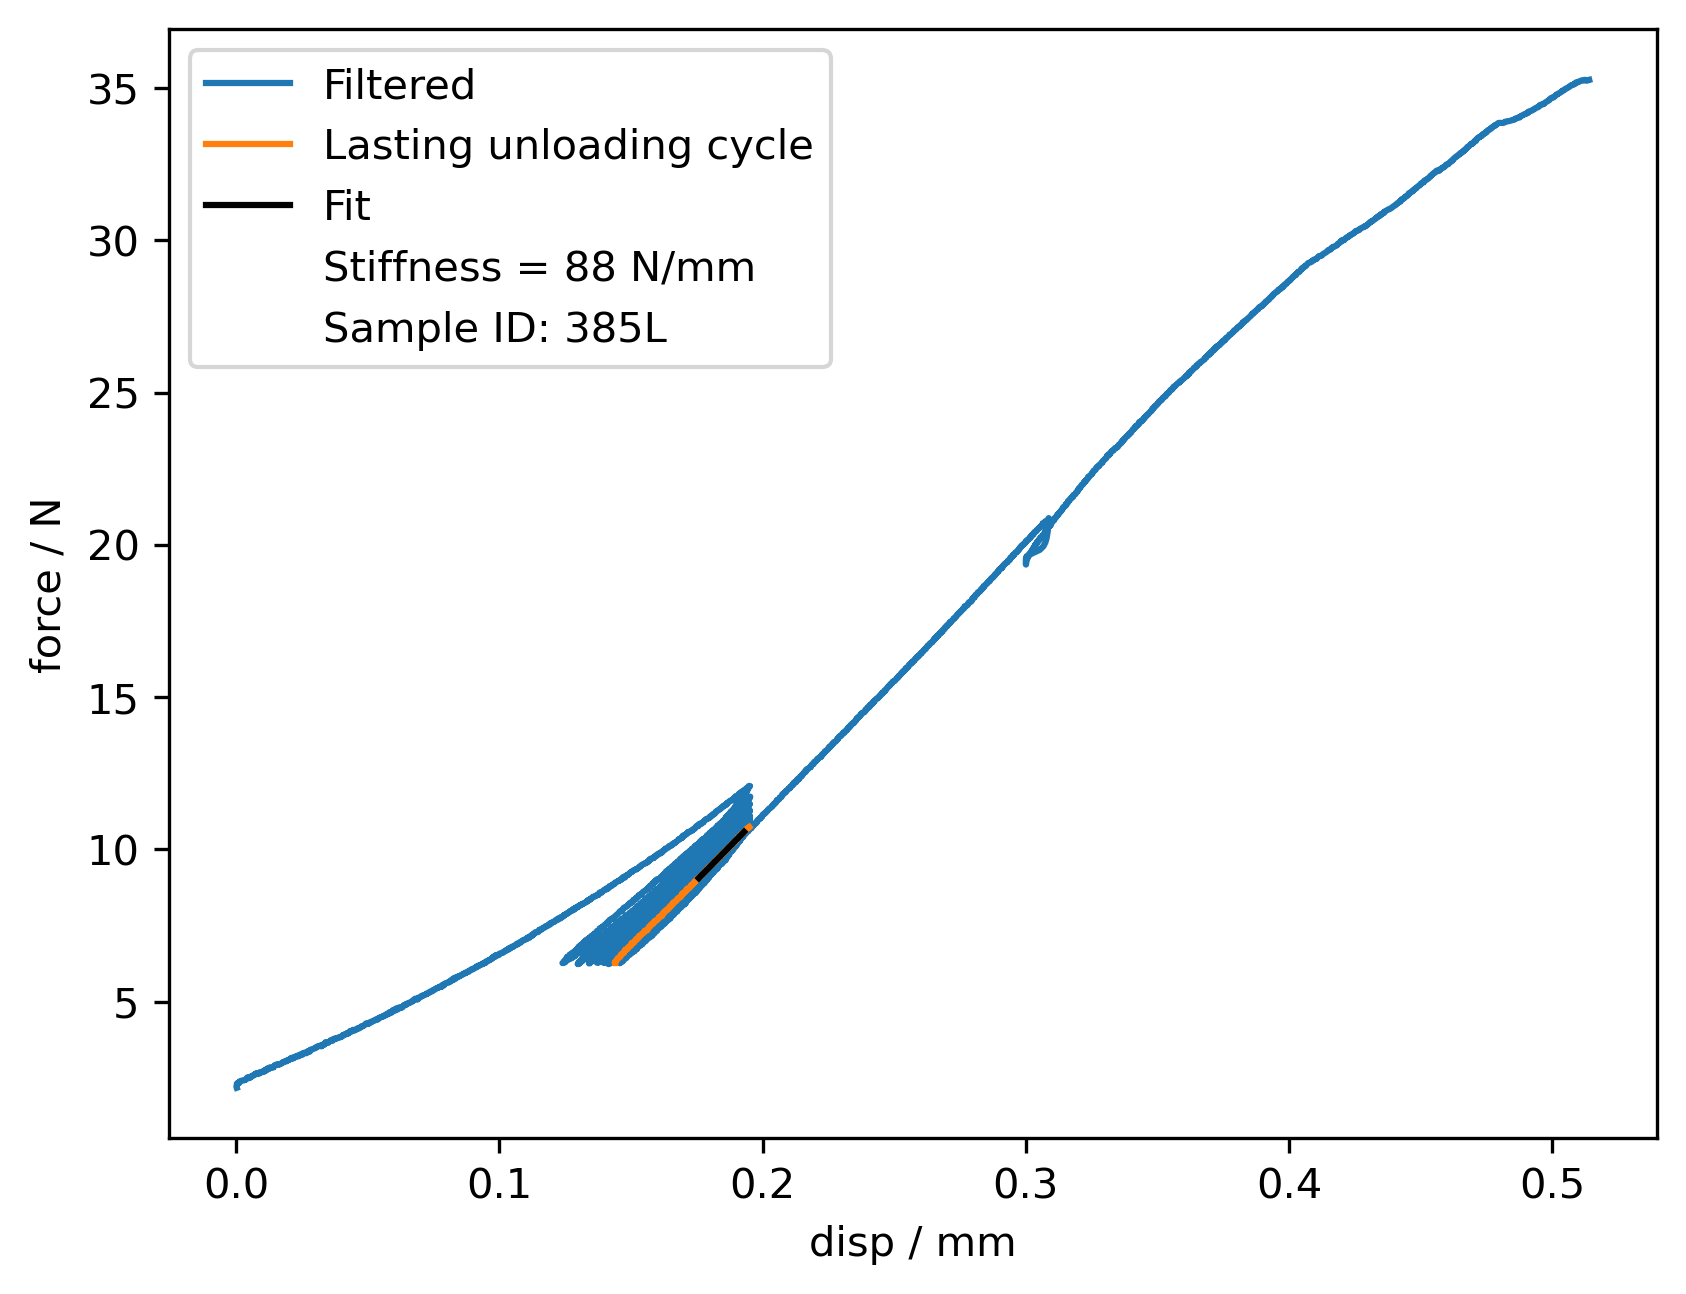 Filtered
Lasting unloading cycle
Fit
Stiffness = 88 N/mm
Sample ID: 385L
35
30
25
20
15
10
5
force / N
0.0 0.1 0.2 0.3 0.4 0.5
disp / mm